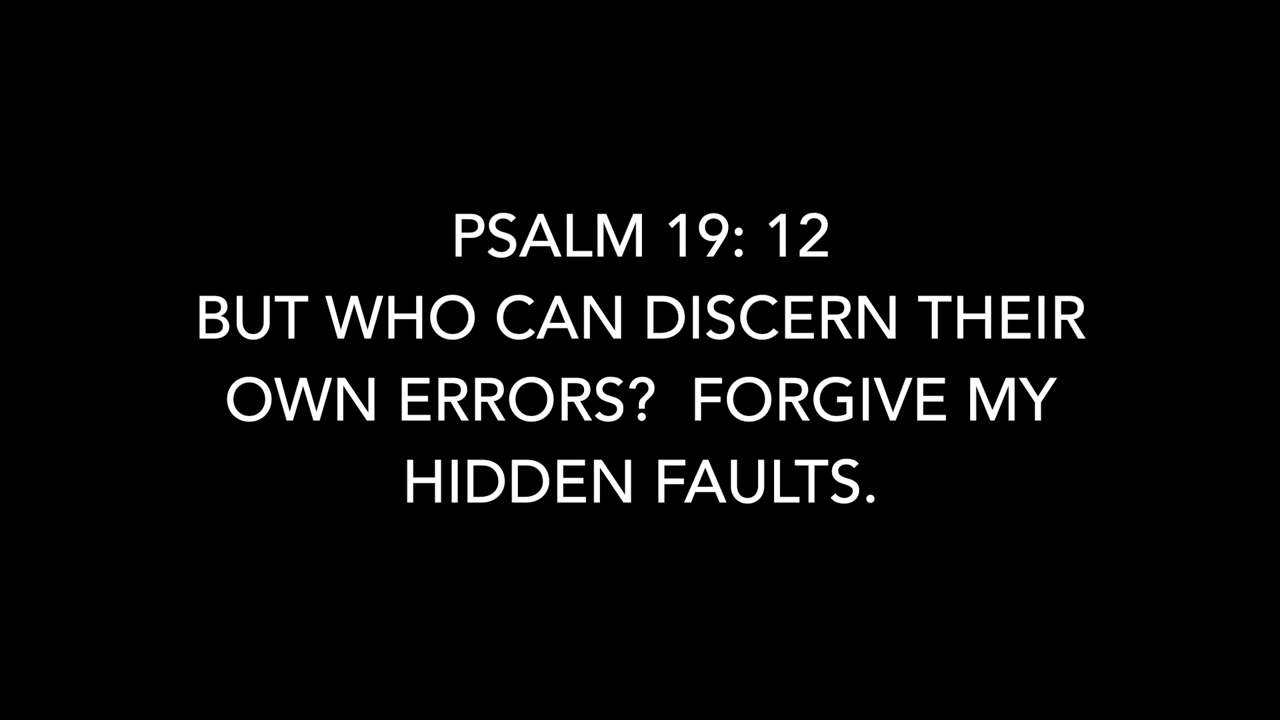 PSALM 19: 12
BUT WHO CAN DISCERN THEIR
OWN ERRORS?  FORGIVE MY
HIDDEN FAULTS.